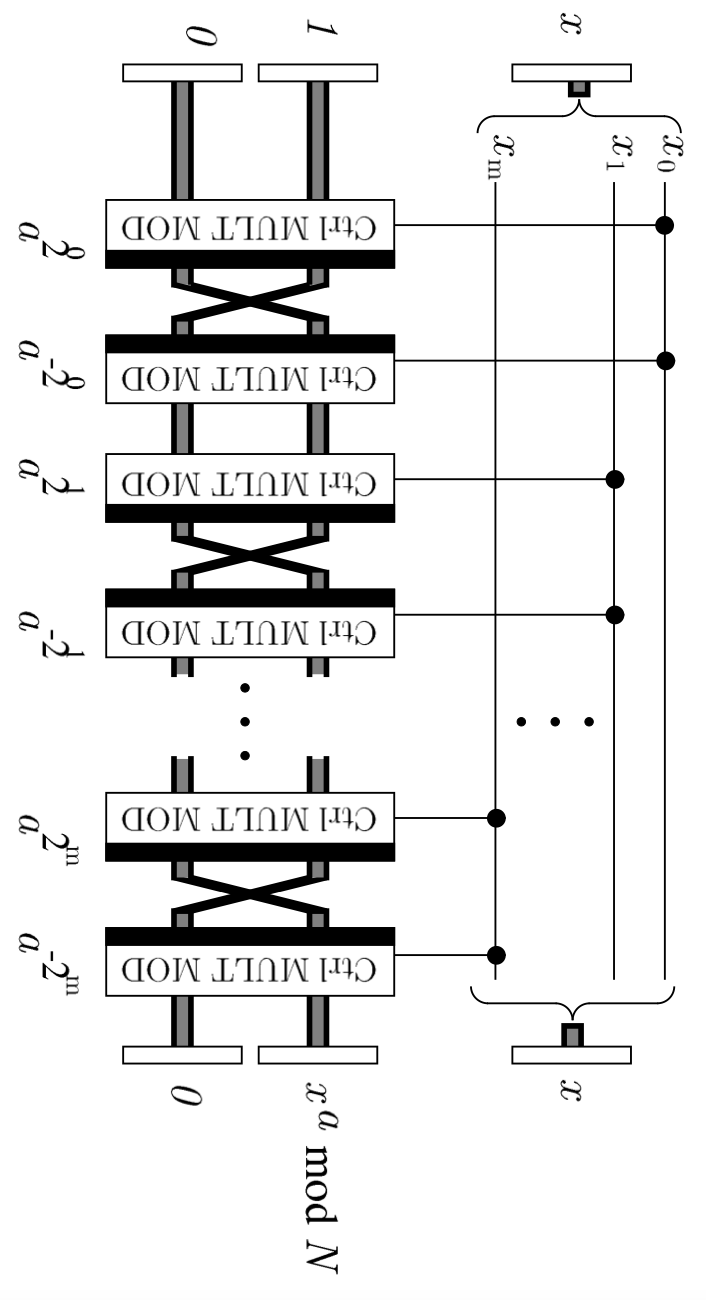 x x
x₀
x₁
xₘ
Ctrl MULT MOD
Ctrl MULT MOD
Ctrl MULT MOD
Ctrl MULT MOD
Ctrl MULT MOD
Ctrl MULT MOD
1 x^a mod N
0 0
a^2^0 a^-2^0 a^2^1 a^-2^1 a^2^m a^-2^m